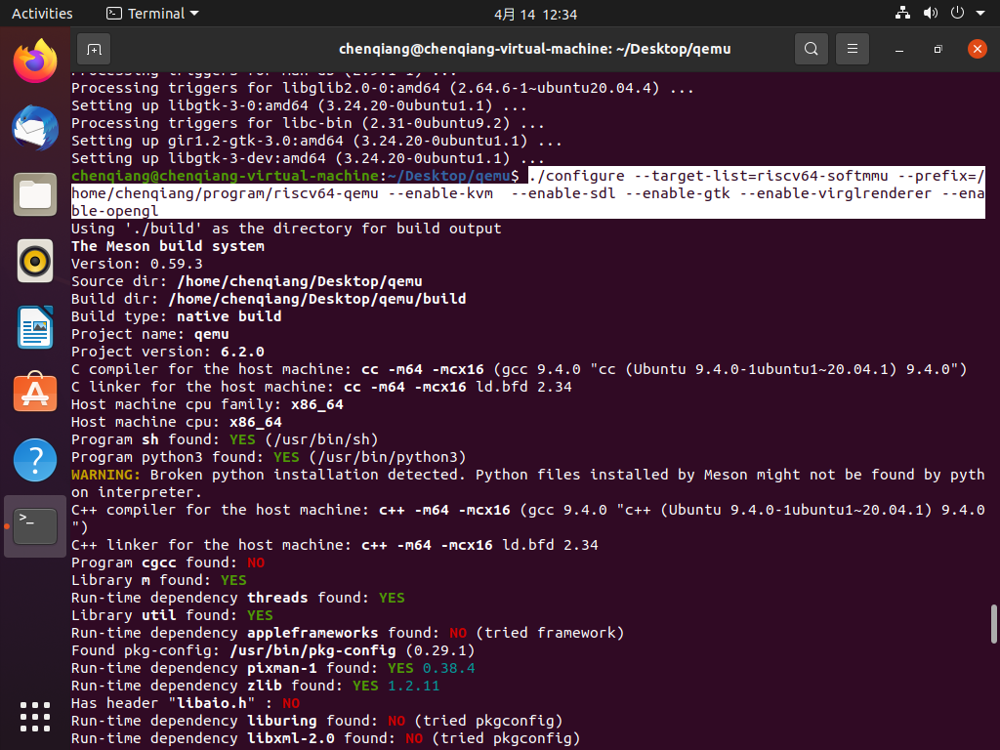 Activities
Terminal
4月 14 12:34
chenqiang@chenqiang-virtual-machine: ~/Desktop/qemu
Processing triggers for man-db (2.9.1-1) ...
Processing triggers for libglib2.0-0:amd64 (2.64.6-1~ubuntu20.04.4) ...
Setting up libgtk-3-0:amd64 (3.24.20-0ubuntu1.1) ...
Processing triggers for libc-bin (2.31-0ubuntu9.2) ...
Setting up gir1.2-gtk-3.0:amd64 (3.24.20-0ubuntu1.1) ...
Setting up libgtk-3-dev:amd64 (3.24.20-0ubuntu1.1) ...
chenqiang@chenqiang-virtual-machine:~/Desktop/qemu$ ./configure --target-list=riscv64-softmmu --prefix=/
home/chenqiang/program/riscv64-qemu --enable-kvm  --enable-sdl --enable-gtk --enable-virglrenderer --ena
ble-opengl
Using './build' as the directory for build output
The Meson build system
Version: 0.59.3
Source dir: /home/chenqiang/Desktop/qemu
Build dir: /home/chenqiang/Desktop/qemu/build
Build type: native build
Project name: qemu
Project version: 6.2.0
C compiler for the host machine: cc -m64 -mcx16 (gcc 9.4.0 "cc (Ubuntu 9.4.0-1ubuntu1~20.04.1) 9.4.0")
C linker for the host machine: cc -m64 -mcx16 ld.bfd 2.34
Host machine cpu family: x86_64
Host machine cpu: x86_64
Program sh found: YES (/usr/bin/sh)
Program python3 found: YES (/usr/bin/python3)
WARNING: Broken python installation detected. Python files installed by Meson might not be found by pyth
on interpreter.
C++ compiler for the host machine: c++ -m64 -mcx16 (gcc 9.4.0 "c++ (Ubuntu 9.4.0-1ubuntu1~20.04.1) 9.4.0
")
C++ linker for the host machine: c++ -m64 -mcx16 ld.bfd 2.34
Program cgcc found: NO
Library m found: YES
Run-time dependency threads found: YES
Library util found: YES
Run-time dependency appleframeworks found: NO (tried framework)
Found pkg-config: /usr/bin/pkg-config (0.29.1)
Run-time dependency pixman-1 found: YES 0.38.4
Run-time dependency zlib found: YES 1.2.11
Has header "libaio.h" : NO
Run-time dependency liburing found: NO (tried pkgconfig)
Run-time dependency libxml-2.0 found: NO (tried pkgconfig)